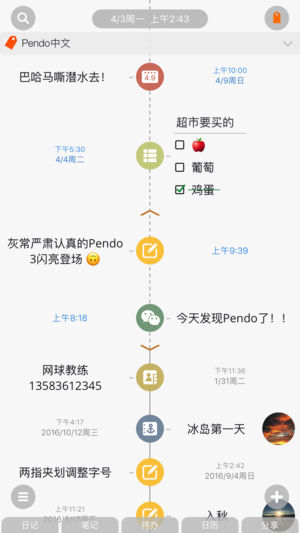 4/3周一 上午2:43
Pendo中文
巴哈马嘶潜水去!
4.9
上午10:00
4/9周日
超市要买的
下午5:30
4/4周二
葡萄
鸡蛋
灰常严肃认真的Pendo
3闪亮登场
上午9:39
上午8:18
今天发现Pendo了!!
网球教练
13583612345
下午11:36
1/31周二
下午4:17
2016/10/12周三
冰岛第一天
两指夹划调整字号
上午2:42
2016/9/4周日
上午11:21
入秋
日记
笔记
待办
日历
分享